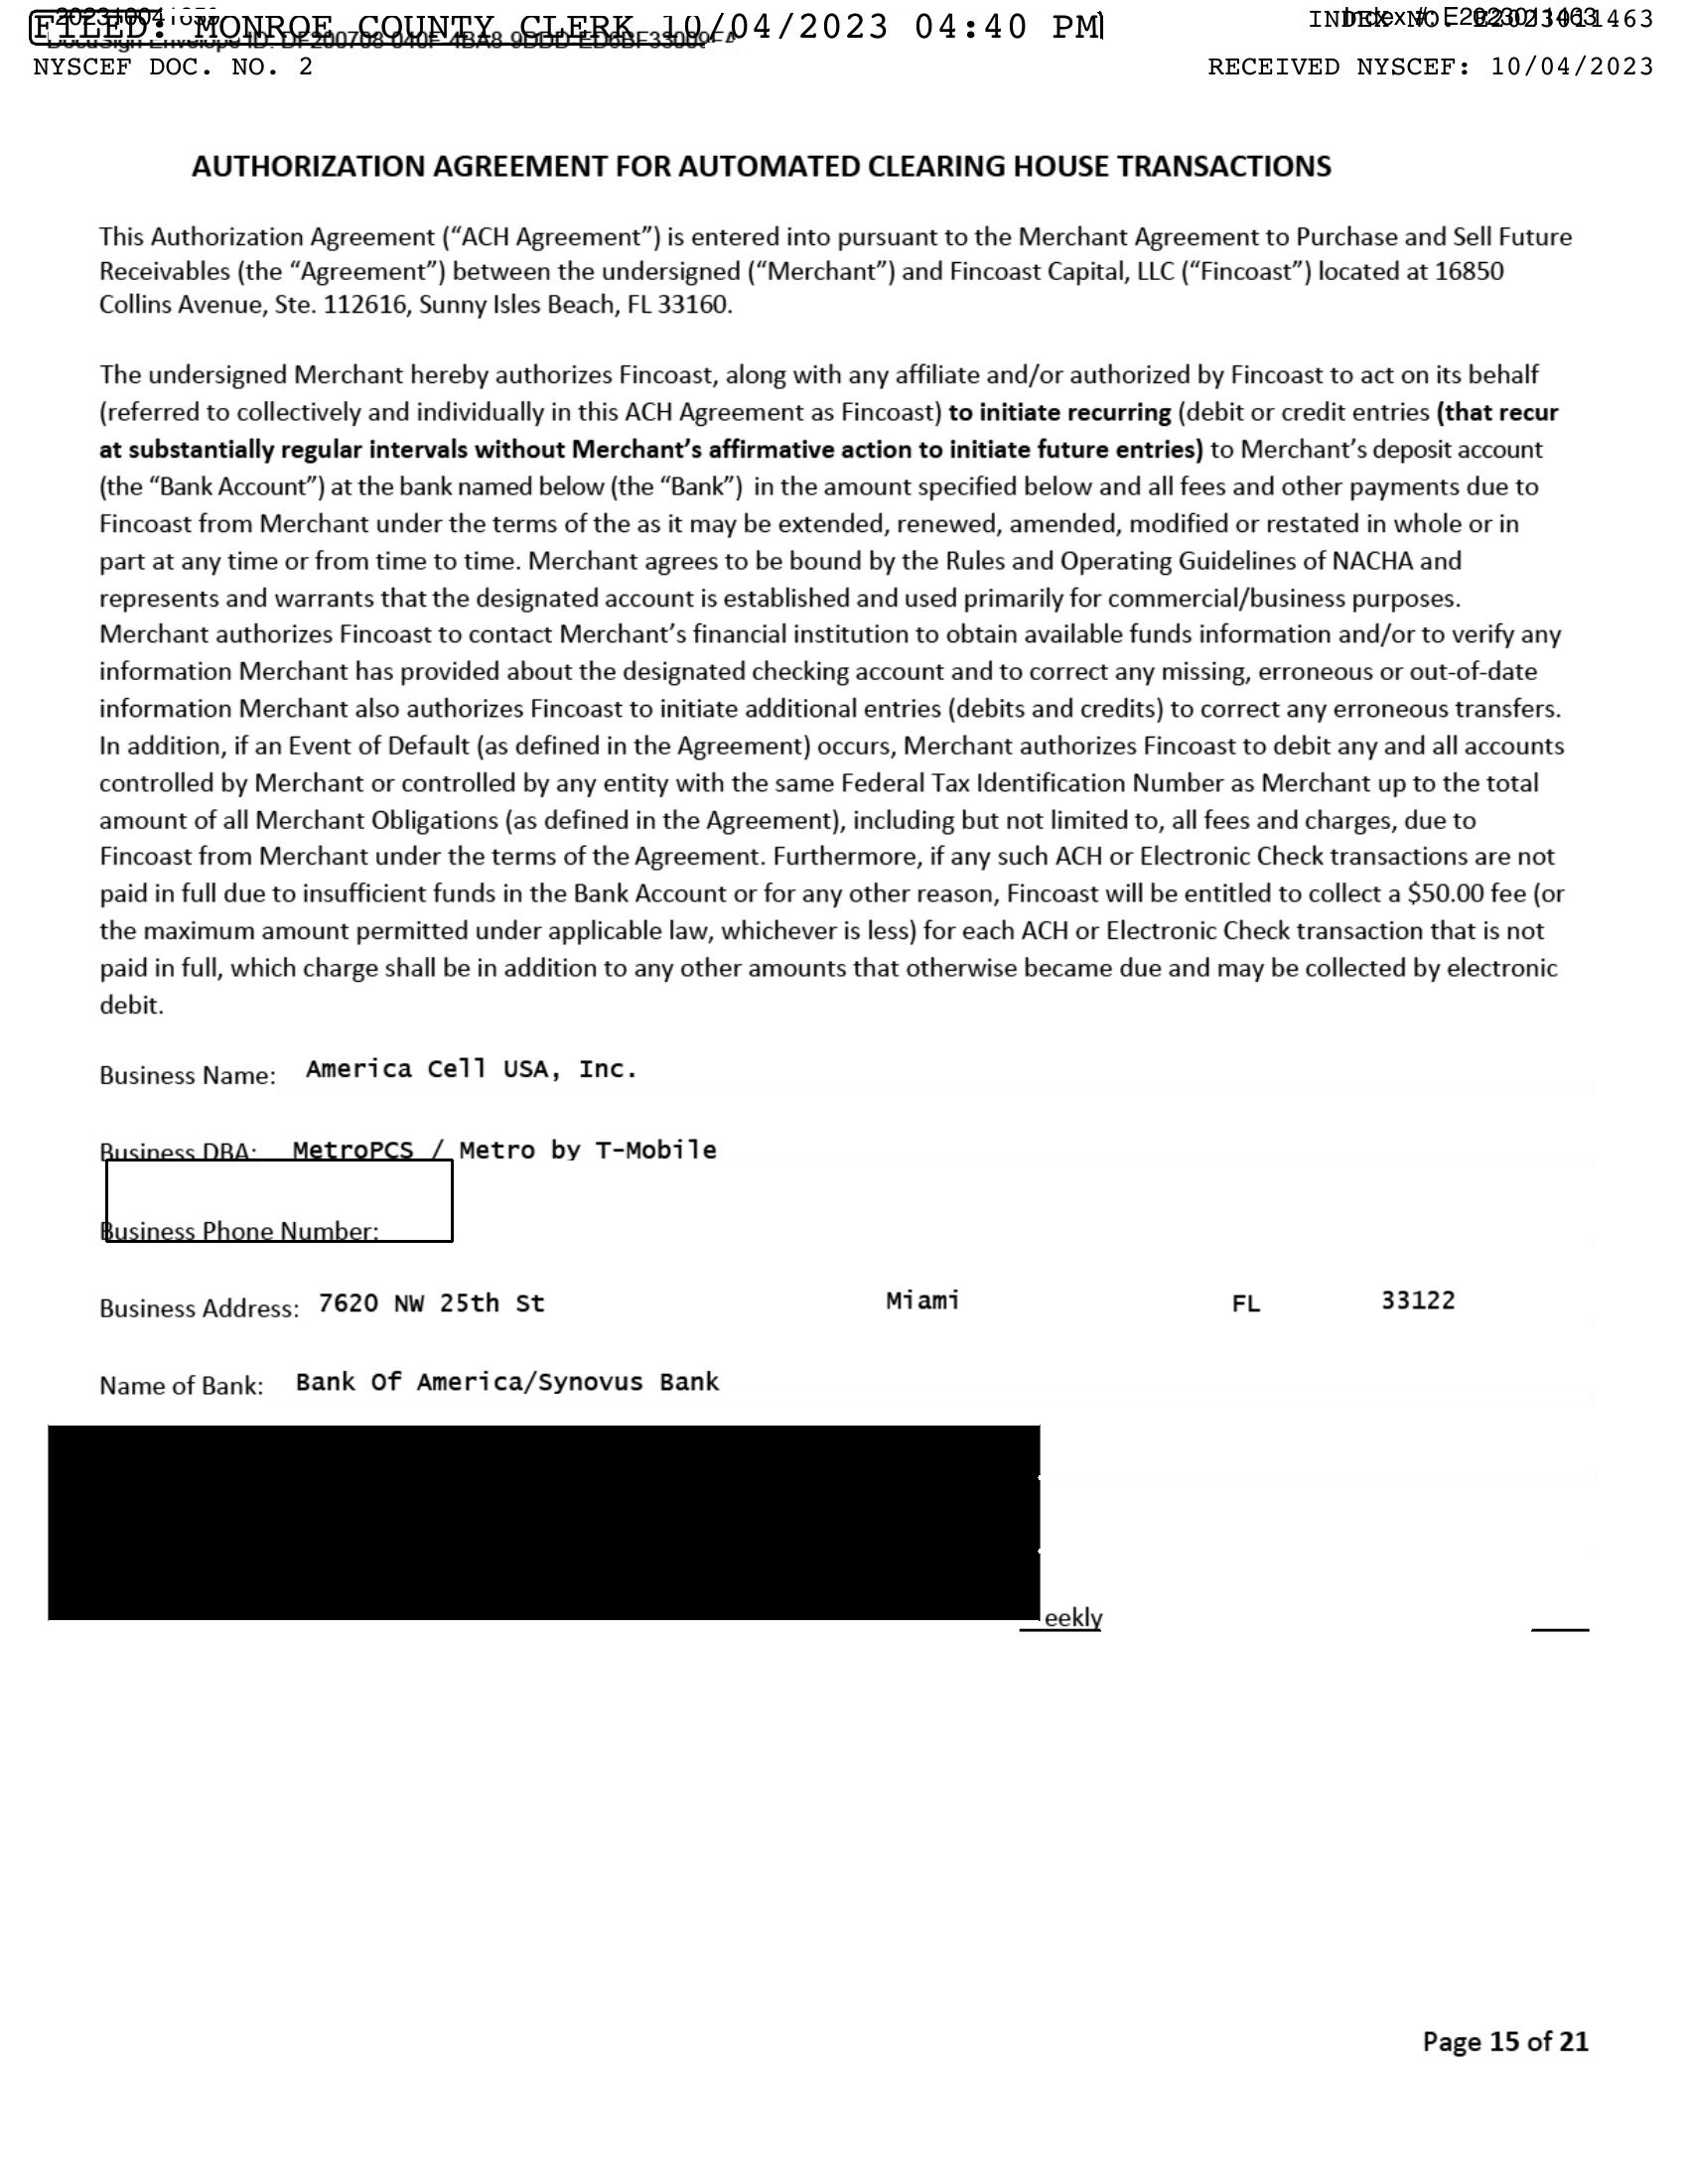 FILED: MONROE COUNTY CLERK 10/04/2023 04:40 PM
INDEX NO. E2023011463
Index #: E2023011463
NYSCEF DOC. NO. 2
RECEIVED NYSCEF: 10/04/2023
AUTHORIZATION AGREEMENT FOR AUTOMATED CLEARING HOUSE TRANSACTIONS
This Authorization Agreement (“ACH Agreement”) is entered into pursuant to the Merchant Agreement to Purchase and Sell Future
Receivables (the “Agreement”) between the undersigned (“Merchant”) and Fincoast Capital, LLC (“Fincoast”) located at 16850
Collins Avenue, Ste. 112616, Sunny Isles Beach, FL 33160.
The undersigned Merchant hereby authorizes Fincoast, along with any affiliate and/or authorized by Fincoast to act on its behalf
(referred to collectively and individually in this ACH Agreement as Fincoast) to initiate recurring (debit or credit entries (that recur
at substantially regular intervals without Merchant’s affirmative action to initiate future entries) to Merchant’s deposit account
(the “Bank Account”) at the bank named below (the “Bank”) in the amount specified below and all fees and other payments due to
Fincoast from Merchant under the terms of the as it may be extended, renewed, amended, modified or restated in whole or in
part at any time or from time to time. Merchant agrees to be bound by the Rules and Operating Guidelines of NACHA and
represents and warrants that the designated account is established and used primarily for commercial/business purposes.
Merchant authorizes Fincoast to contact Merchant’s financial institution to obtain available funds information and/or to verify any
information Merchant has provided about the designated checking account and to correct any missing, erroneous or out-of-date
information Merchant also authorizes Fincoast to initiate additional entries (debits and credits) to correct any erroneous transfers.
In addition, if an Event of Default (as defined in the Agreement) occurs, Merchant authorizes Fincoast to debit any and all accounts
controlled by Merchant or controlled by any entity with the same Federal Tax Identification Number as Merchant up to the total
amount of all Merchant Obligations (as defined in the Agreement), including but not limited to, all fees and charges, due to
Fincoast from Merchant under the terms of the Agreement. Furthermore, if any such ACH or Electronic Check transactions are not
paid in full due to insufficient funds in the Bank Account or for any other reason, Fincoast will be entitled to collect a $50.00 fee (or
the maximum amount permitted under applicable law, whichever is less) for each ACH or Electronic Check transaction that is not
paid in full, which charge shall be in addition to any other amounts that otherwise became due and may be collected by electronic
debit.
Business Name: America Cell USA, Inc.
Business DBA: MetroPCS / Metro by T-Mobile
Business Phone Number:
Business Address: 7620 NW 25th St Miami FL 33122
Name of Bank: Bank Of America/Synovus Bank
eekly
Page 15 of 21